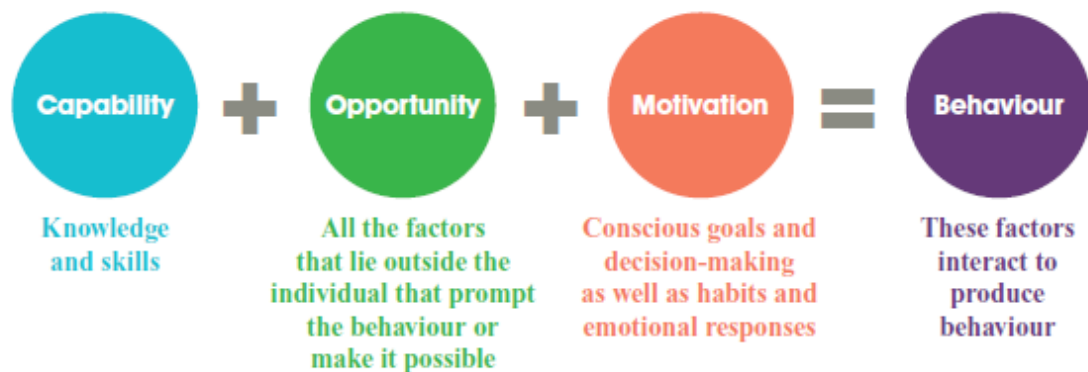 Capability + Opportunity + Motivation = Behaviour
Knowledge
and skills
All the factors
that lie outside the
individual that prompt
the behaviour or
make it possible
Conscious goals and
decision-making
as well as habits and
emotional responses
These factors
interact to
produce
behaviour